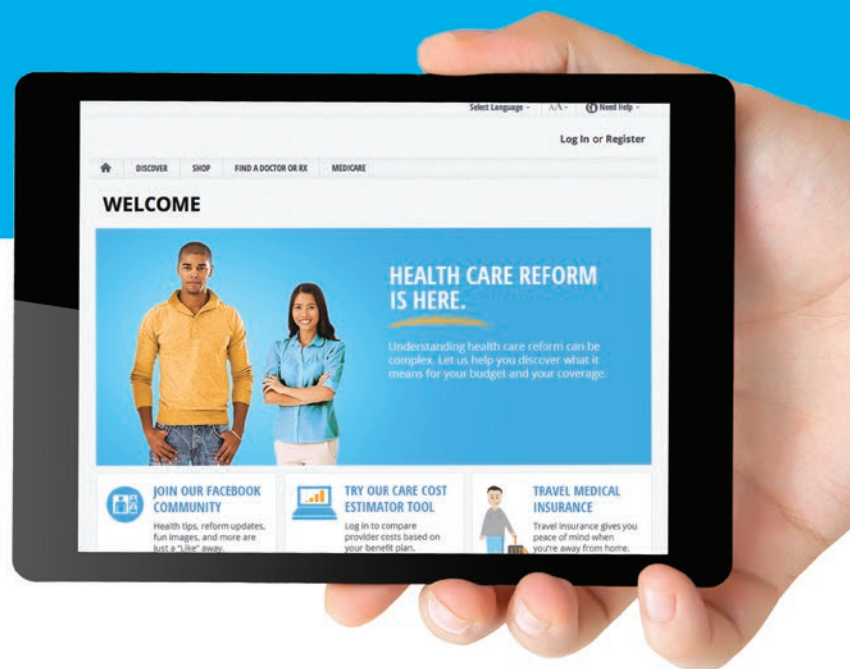 Select Language
AA
Need Help
Log In or Register
DISCOVER SHOP FIND A DOCTOR OR RX MEDICARE
WELCOME
HEALTH CARE REFORM
IS HERE.
Understanding health care reform can be
complex. Let us help you discover what it
means for your budget and your coverage.
JOIN OUR FACEBOOK
COMMUNITY
Health tips, reform updates,
fun images, and more are
just a "Like" away.
TRY OUR CARE COST
ESTIMATOR TOOL
Log in to compare
provider costs based on
your benefit plan.
TRAVEL MEDICAL
INSURANCE
Travel insurance gives you
peace of mind when
you're away from home.